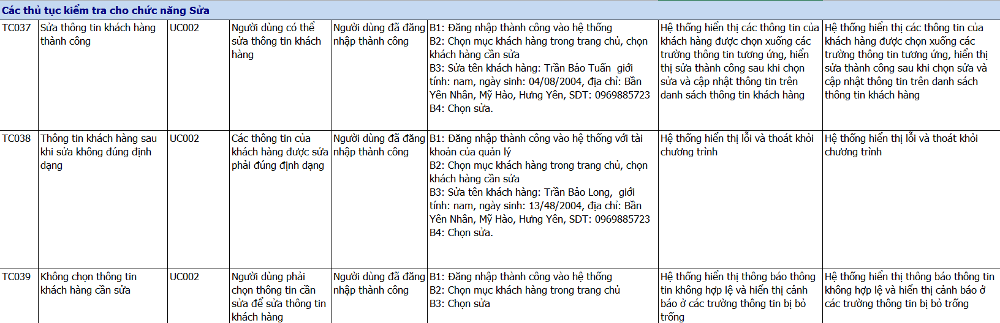 Các thủ tục kiểm tra cho chức năng Sửa
TC037
Sửa thông tin khách hàng
thành công
UC002
Người dùng có thể
sửa thông tin khách
hàng
Người dùng đã đăng
nhập thành công
B1: Đăng nhập thành công vào hệ thống
B2: Chọn mục khách hàng trong trang chủ, chọn
khách hàng cần sửa
B3: Sửa tên khách hàng: Trần Bảo Tuấn  giới
tính: nam, ngày sinh: 04/08/2004, địa chỉ: Bần
Yên Nhân, Mỹ Hào, Hưng Yên, SDT: 0969885723
B4: Chọn sửa.
Hệ thống hiển thị các thông tin của
khách hàng được chọn xuống các
trường thông tin tương ứng, hiển
thị sửa thành công sau khi chọn
sửa và cập nhật thông tin trên
danh sách thông tin khách hàng
Hệ thống hiển thị các thông tin của
khách hàng được chọn xuống các
trường thông tin tương ứng, hiển thị
sửa thành công sau khi chọn sửa và
cập nhật thông tin trên danh sách
thông tin khách hàng
TC038
Thông tin khách hàng sau
khi sửa không đúng định
dạng
UC002
Các thông tin của
khách hàng được sửa
phải đúng định dạng
Người dùng đã đăng
nhập thành công
B1: Đăng nhập thành công vào hệ thống với tài
khoản của quản lý
B2: Chọn mục khách hàng trong trang chủ, chọn
khách hàng cần sửa
B3: Sửa tên khách hàng: Trần Bảo Long,  giới
tính: nam, ngày sinh: 13/48/2004, địa chỉ: Bần
Yên Nhân, Mỹ Hào, Hưng Yên, SDT: 0969885723
B4: Chọn sửa.
Hệ thống hiển thị lỗi và thoát khỏi
chương trình
Hệ thống hiển thị lỗi và thoát khỏi
chương trình
TC039
Không chọn thông tin
khách hàng cần sửa
UC002
Người dùng phải
chọn thông tin cần
sửa để sửa thông tin
khách hàng
Người dùng đã đăng
nhập thành công
B1: Đăng nhập thành công vào hệ thống
B2: Chọn mục khách hàng trong trang chủ
B3: Chọn sửa
Hệ thống hiển thị thông báo thông
tin không hợp lệ và hiển thị cảnh
báo ở các trường thông tin bị bỏ
trống
Hệ thống hiển thị thông báo thông tin
không hợp lệ và hiển thị cảnh báo ở
các trường thông tin bị bỏ trống